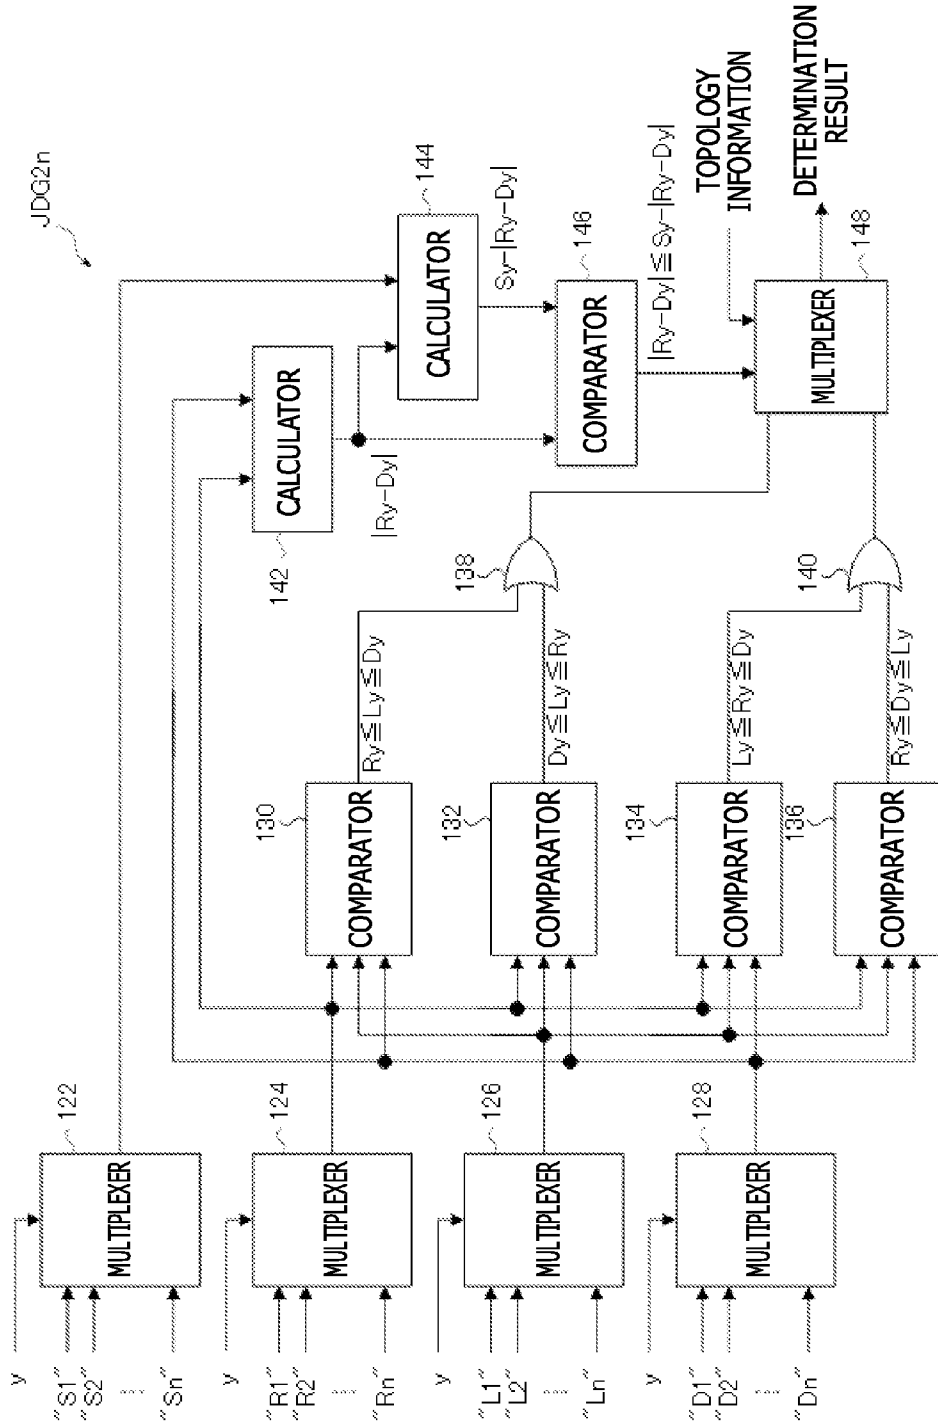 JDG2n
y
"S1"
"S2"
"Sn"
MULTIPLEXER
122
y
"R1"
"R2"
"Rn"
MULTIPLEXER
124
y
"L1"
"L2"
"Ln"
MULTIPLEXER
126
y
"D1"
"D2"
"Dn"
MULTIPLEXER
128
COMPARATOR
130
Ry≦Ly≦Dy
COMPARATOR
132
Dy≦Ly≦Ry
COMPARATOR
134
Ly≦Ry≦Dy
COMPARATOR
136
Ry≦Dy≦Ly
138
140
CALCULATOR
142
|Ry-Dy|
CALCULATOR
144
Sy-|Ry-Dy|
COMPARATOR
146
|Ry-Dy|≦Sy-|Ry-Dy|
TOPOLOGY
INFORMATION
MULTIPLEXER
148
DETERMINATION
RESULT